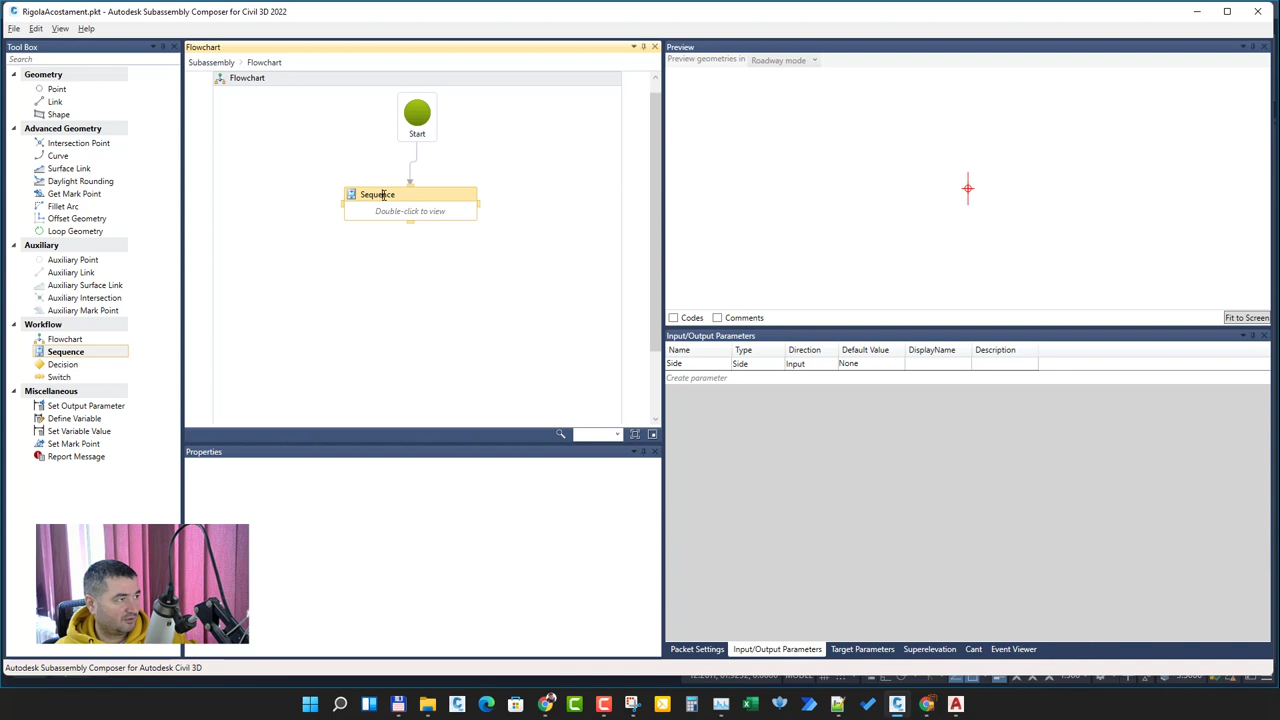 RigolaAcostament.pkt - Autodesk Subassembly Composer for Civil 3D 2022
File Edit View Help
Tool Box
Search
Geometry
Point
Link
Shape
Advanced Geometry
Intersection Point
Curve
Surface Link
Daylight Rounding
Get Mark Point
Fillet Arc
Offset Geometry
Loop Geometry
Auxiliary
Auxiliary Point
Auxiliary Link
Auxiliary Surface Link
Auxiliary Intersection
Auxiliary Mark Point
Workflow
Flowchart
Sequence
Decision
Switch
Miscellaneous
Set Output Parameter
Define Variable
Set Variable Value
Set Mark Point
Report Message
Flowchart
Subassembly > Flowchart
Flowchart
Start
Sequence
Double-click to view
Properties
Preview
Preview geometries in Roadway mode
Codes Comments Fit to Screen
Input/Output Parameters
Name Type Direction Default Value DisplayName Description
Side Side Input None
Create parameter
Packet Settings Input/Output Parameters Target Parameters Superelevation Cant Event Viewer
Autodesk Subassembly Composer for Autodesk Civil 3D
MODEL